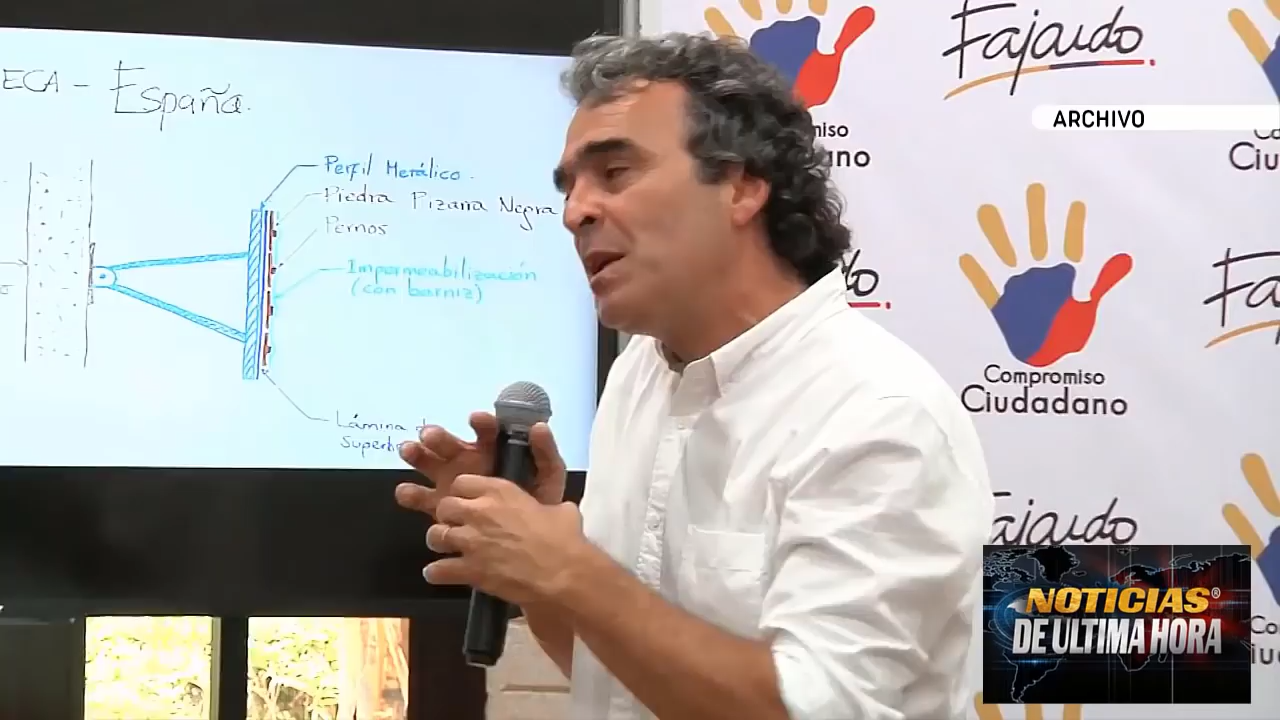 ECA - España.
Perfil Metálico.
Piedra Pizarra Negra
Pernos
Impermeabilización
(con barniz)
Lámina
Fajardo
ARCHIVO
Ciudadano
Compromiso
Ciudadano
Fajardo
NOTICIAS®
DE ULTIMA HORA